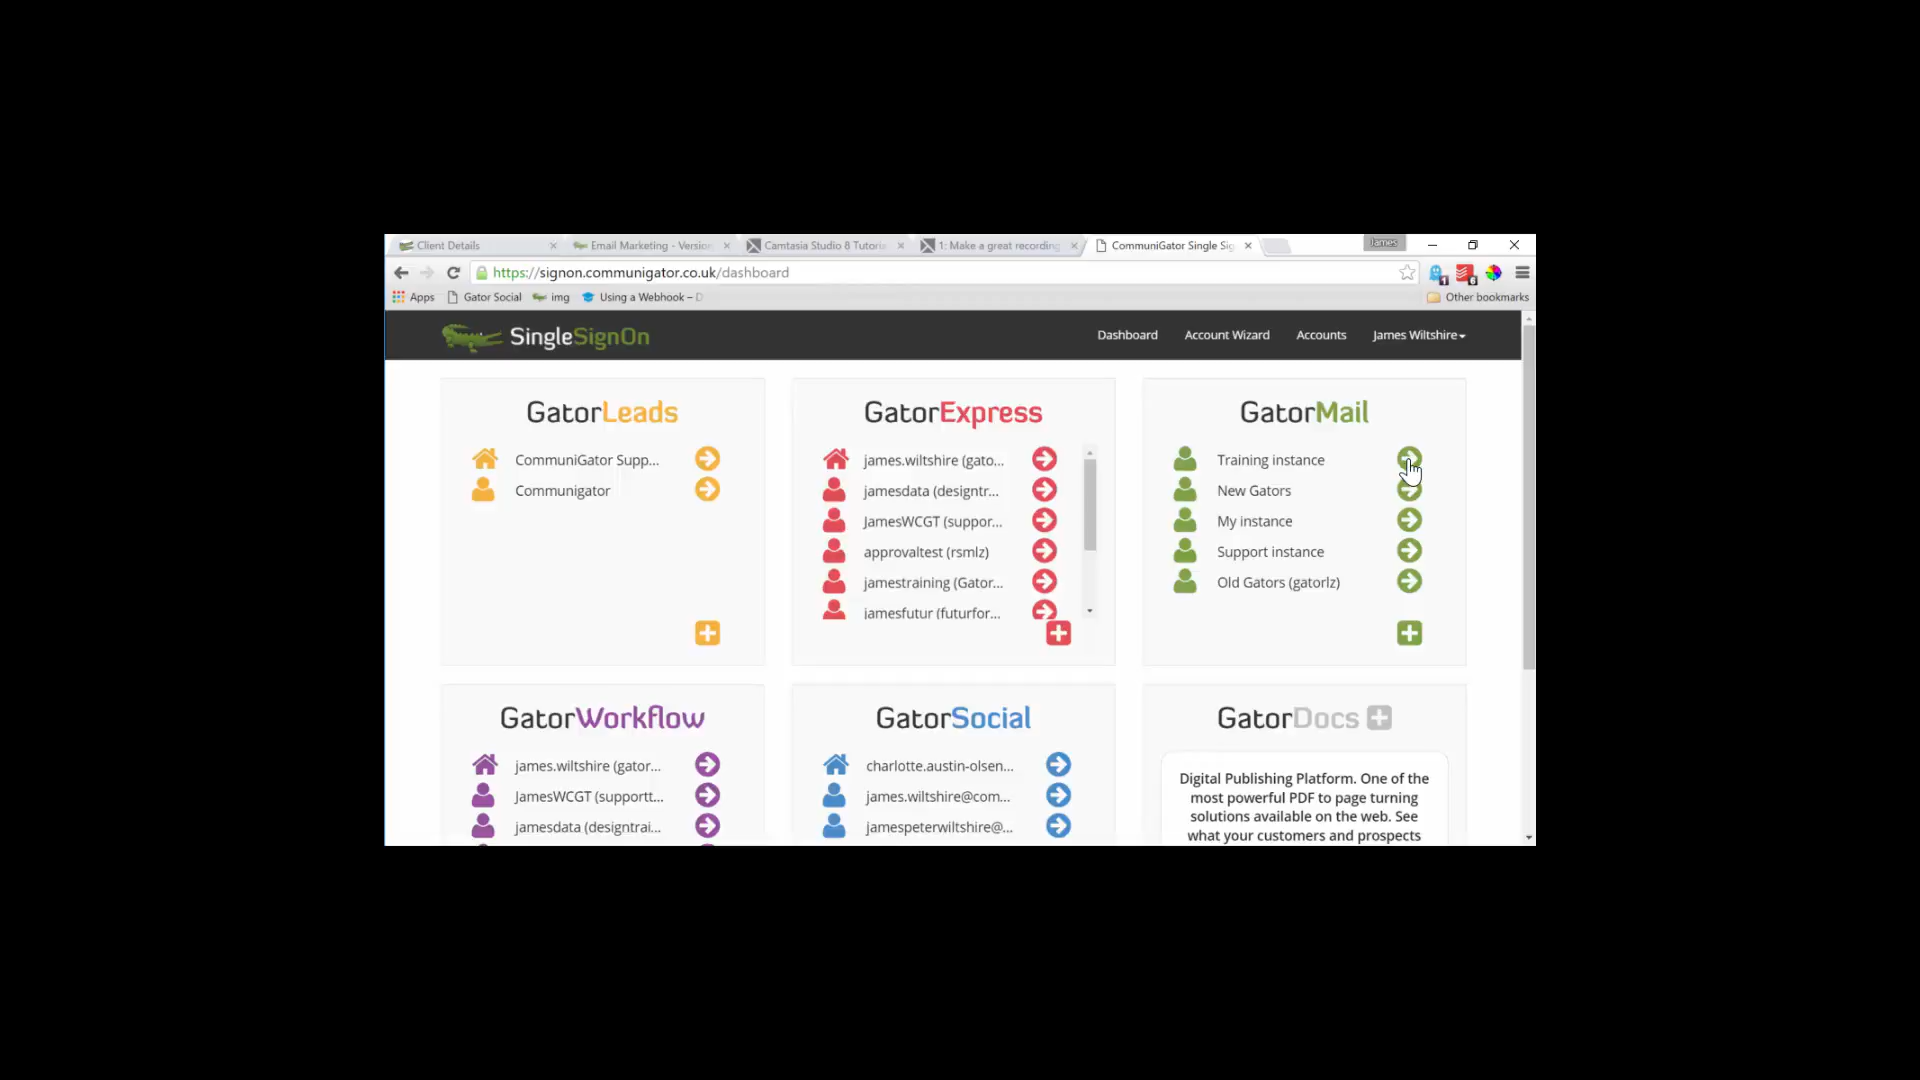 Client Details
Email Marketing - Version
Camtasia Studio 8 Tutoria
1: Make a great recording
CommuniGator Single Sig
James
https://signon.communigator.co.uk/dashboard
1
6
Apps
Gator Social
img
Using a Webhook – D
Other bookmarks
SingleSignOn
Dashboard
Account Wizard
Accounts
James Wiltshire
GatorLeads
CommuniGator Supp...
Communigator
GatorExpress
james.wiltshire (gato...
jamesdata (designtr...
JamesWCGT (suppor...
approvaltest (rsmlz)
jamestraining (Gator...
jamesfutur (futurfor...
GatorMail
Training instance
New Gators
My instance
Support instance
Old Gators (gatorlz)
GatorWorkflow
james.wiltshire (gator...
JamesWCGT (supportt...
jamesdata (designtrai...
GatorSocial
charlotte.austin-olsen...
james.wiltshire@com...
jamespeterwiltshire@...
GatorDocs
Digital Publishing Platform. One of the
most powerful PDF to page turning
solutions available on the web. See
what your customers and prospects